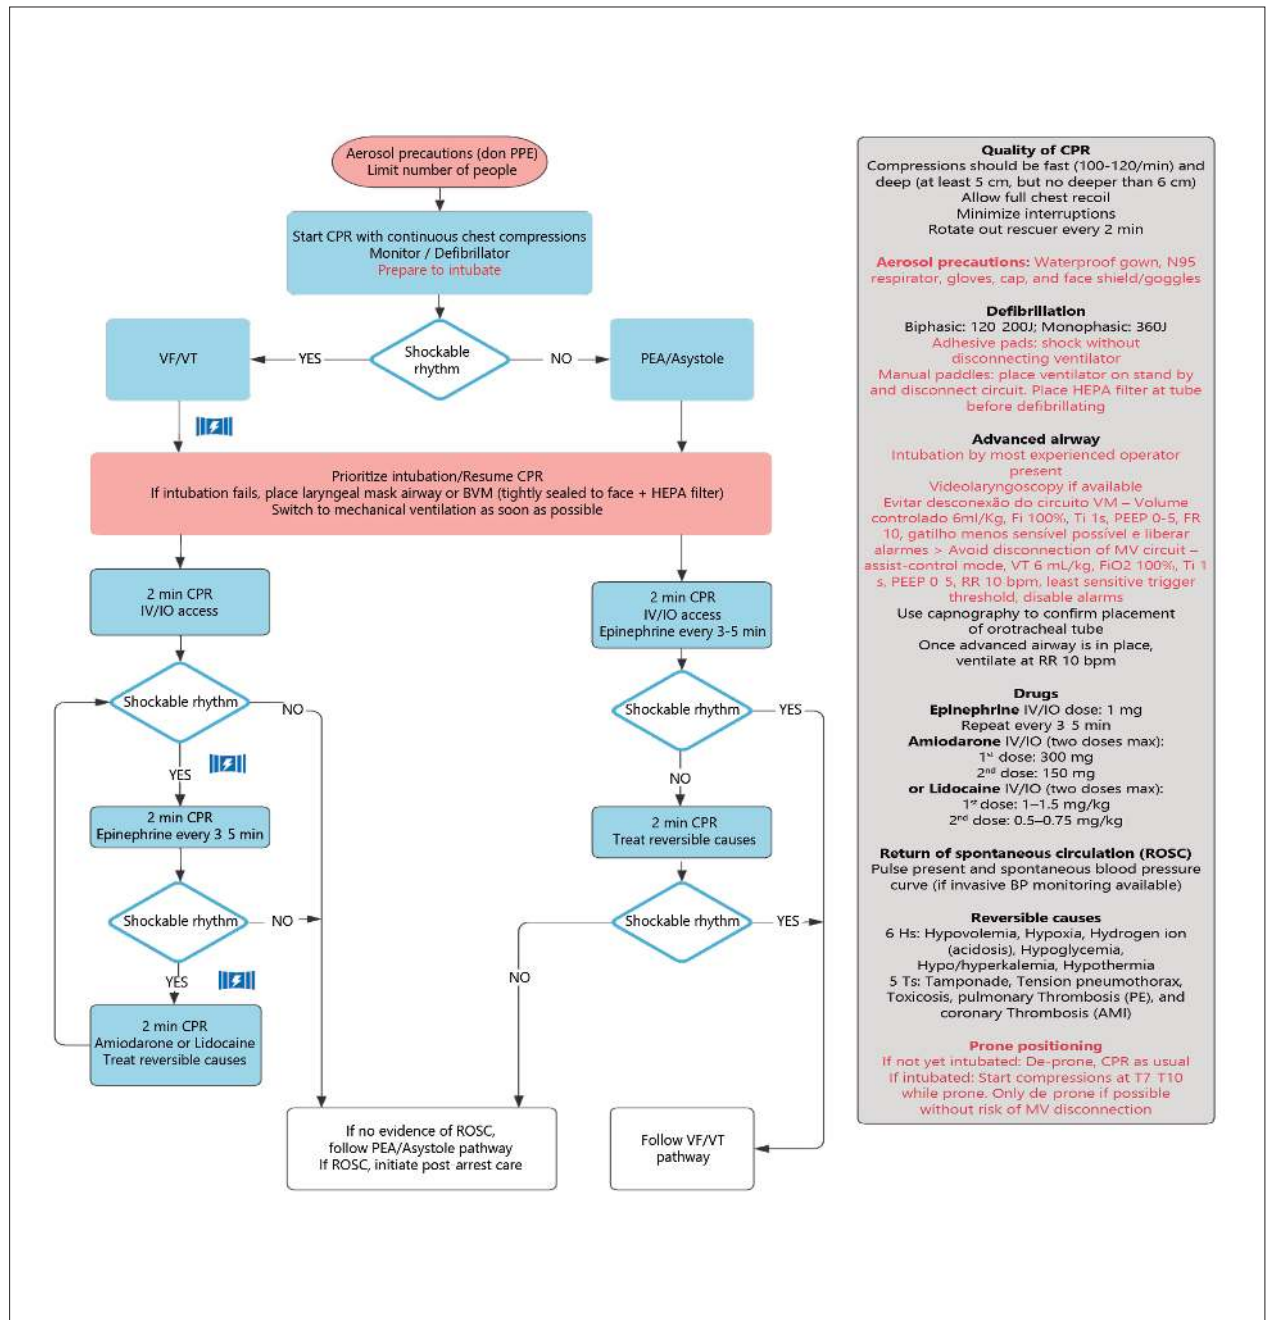 Aerosol precautions (don PPE)
Limit number of people
Start CPR with continuous chest compressions
Monitor / Defibrillator
Prepare to intubate
VF/VT
YES
Shockable
rhythm
NO
PEA/Asystole
Prioritize intubation/Resume CPR
If intubation fails, place laryngeal mask airway or BVM (tightly sealed to face + HEPA filter)
Switch to mechanical ventilation as soon as possible
2 min CPR
IV/IO access
Shockable rhythm
NO
YES
2 min CPR
Epinephrine every 3 5 min
Shockable rhythm
NO
YES
2 min CPR
Amiodarone or Lidocaine
Treat reversible causes
2 min CPR
IV/IO access
Epinephrine every 3-5 min
Shockable rhythm
YES
NO
2 min CPR
Treat reversible causes
Shockable rhythm
YES
NO
If no evidence of ROSC,
follow PEA/Asystole pathway
If ROSC, initiate post arrest care
Follow VF/VT
pathway
Quality of CPR
Compressions should be fast (100-120/min) and
deep (at least 5 cm, but no deeper than 6 cm)
Allow full chest recoil
Minimize interruptions
Rotate out rescuer every 2 min
Aerosol precautions: Waterproof gown, N95
respirator, gloves, cap, and face shield/goggles
Defibrillation
Biphasic: 120 200J; Monophasic: 360J
Adhesive pads: shock without
disconnecting ventilator
Manual paddles: place ventilator on stand by
and disconnect circuit. Place HEPA filter at tube
before defibrillating
Advanced airway
Intubation by most experienced operator
present
Videolaryngoscopy if available
Evitar desconexão do circuito VM – Volume
controlado 6ml/Kg, Fi 100%, Ti 1s, PEEP 0-5, FR
10, gatilho menos sensível possível e liberar
alarmes > Avoid disconnection of MV circuit –
assist-control mode, VT 6 mL/kg, FiO2 100%, Ti 1
s, PEEP 0 5, RR 10 bpm, least sensitive trigger
threshold, disable alarms
Use capnography to confirm placement
of orotracheal tube
Once advanced airway is in place,
ventilate at RR 10 bpm
Drugs
Epinephrine IV/IO dose: 1 mg
Repeat every 3 5 min
Amiodarone IV/IO (two doses max):
1st dose: 300 mg
2nd dose: 150 mg
or Lidocaine IV/IO (two doses max):
1st dose: 1–1.5 mg/kg
2nd dose: 0.5–0.75 mg/kg
Return of spontaneous circulation (ROSC)
Pulse present and spontaneous blood pressure
curve (if invasive BP monitoring available)
Reversible causes
6 Hs: Hypovolemia, Hypoxia, Hydrogen ion
(acidosis), Hypoglycemia,
Hypo/hyperkalemia, Hypothermia
5 Ts: Tamponade, Tension pneumothorax,
Toxicosis, pulmonary Thrombosis (PE), and
coronary Thrombosis (AMI)
Prone positioning
If not yet intubated: De-prone, CPR as usual
If intubated: Start compressions at T7 T10
while prone. Only de prone if possible
without risk of MV disconnection